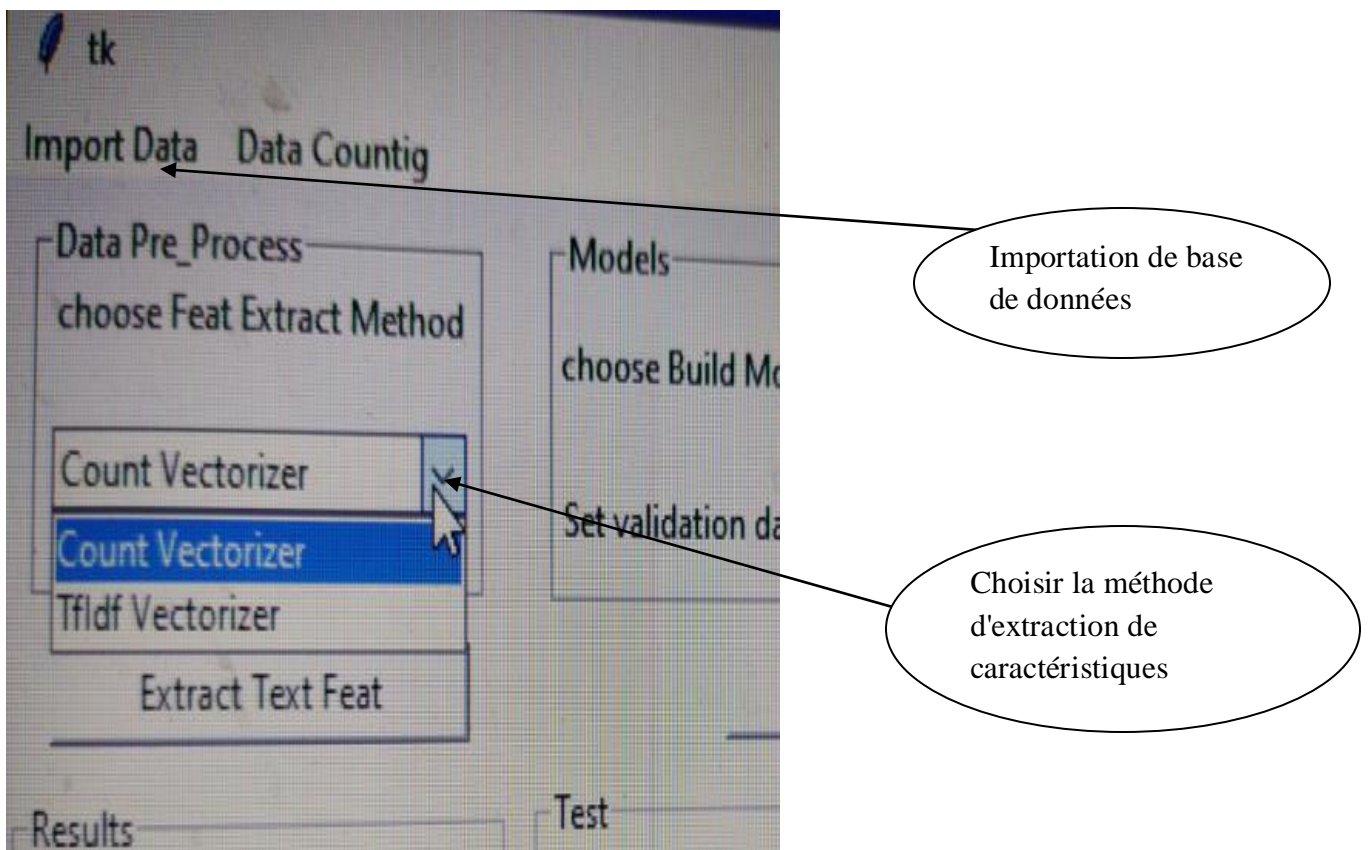 tk
Import Data Data Countig
Data Pre_Process
choose Feat Extract Method
Count Vectorizer
Count Vectorizer
TfIdf Vectorizer
Extract Text Feat
Models
choose Build
Set validation
Results
Test
Importation de base
de données
Choisir la méthode
d'extraction de
caractéristiques